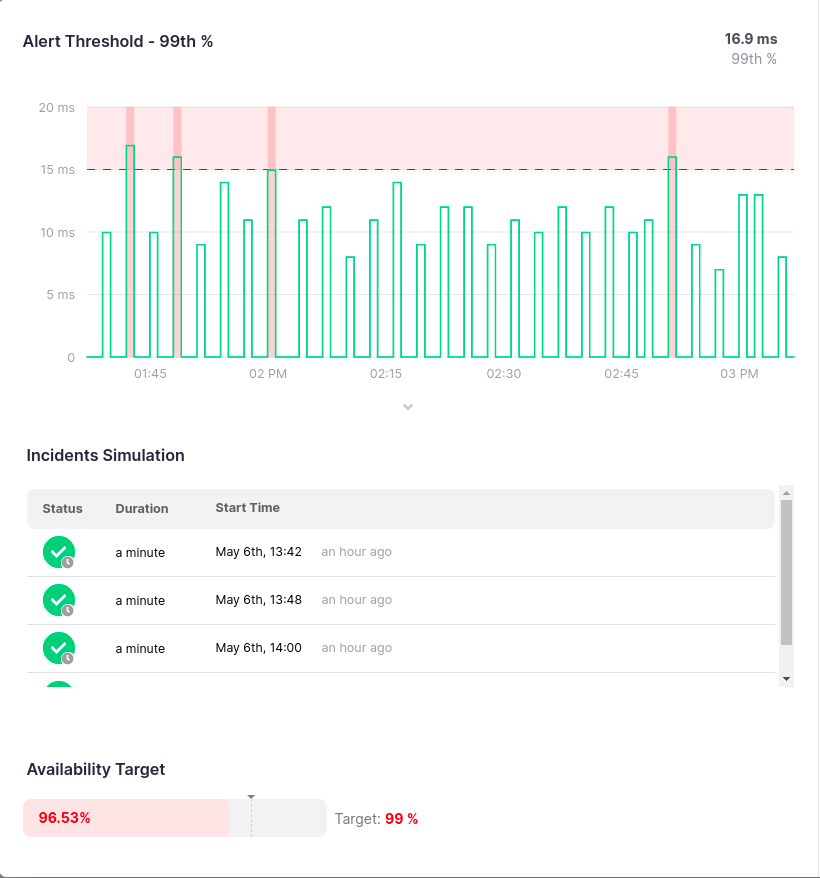 Alert Threshold - 99th %
16.9 ms
99th %
20 ms
15 ms
10 ms
5 ms
0
01:45 02 PM 02:15 02:30 02:45 03 PM
Incidents Simulation
Status Duration Start Time
a minute May 6th, 13:42 an hour ago
a minute May 6th, 13:48 an hour ago
a minute May 6th, 14:00 an hour ago
Availability Target
96.53% Target: 99 %